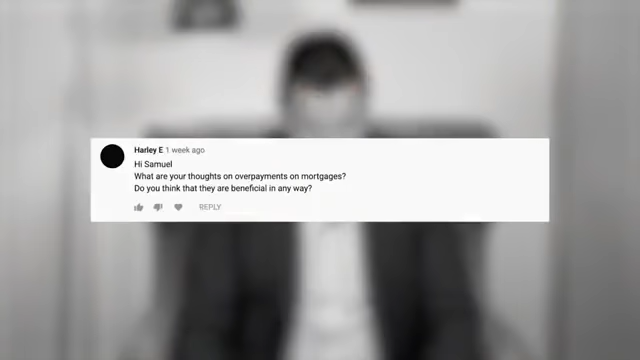 Harley E 1 week ago
Hi Samuel
What are your thoughts on overpayments on mortgages?
Do you think that they are beneficial in any way?
REPLY